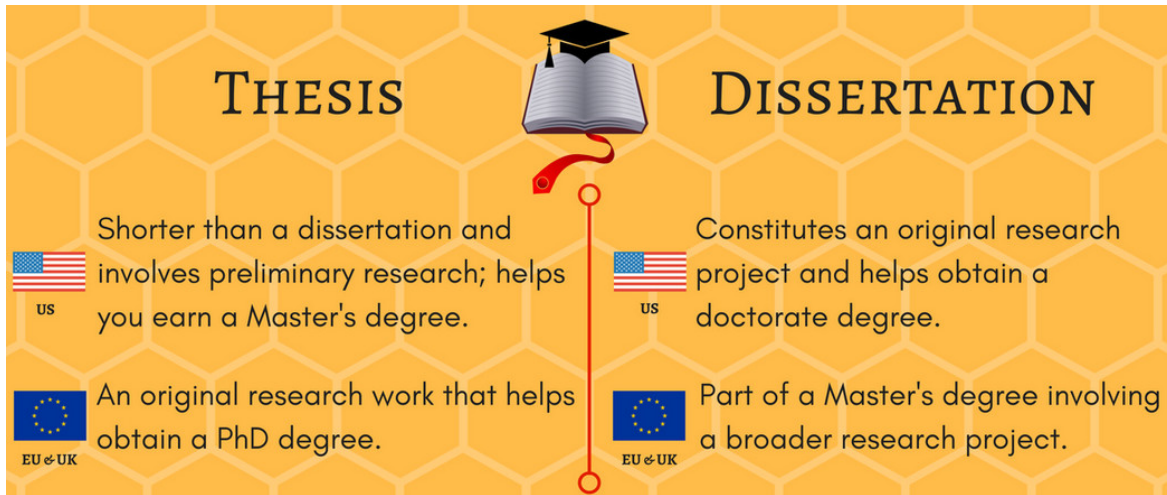 THESIS
DISSERTATION
Shorter than a dissertation and
involves preliminary research; helps
you earn a Master's degree.
US
Constitutes an original research
project and helps obtain a
doctorate degree.
US
An original research work that helps
obtain a PhD degree.
EU & UK
Part of a Master's degree involving
a broader research project.
EU & UK